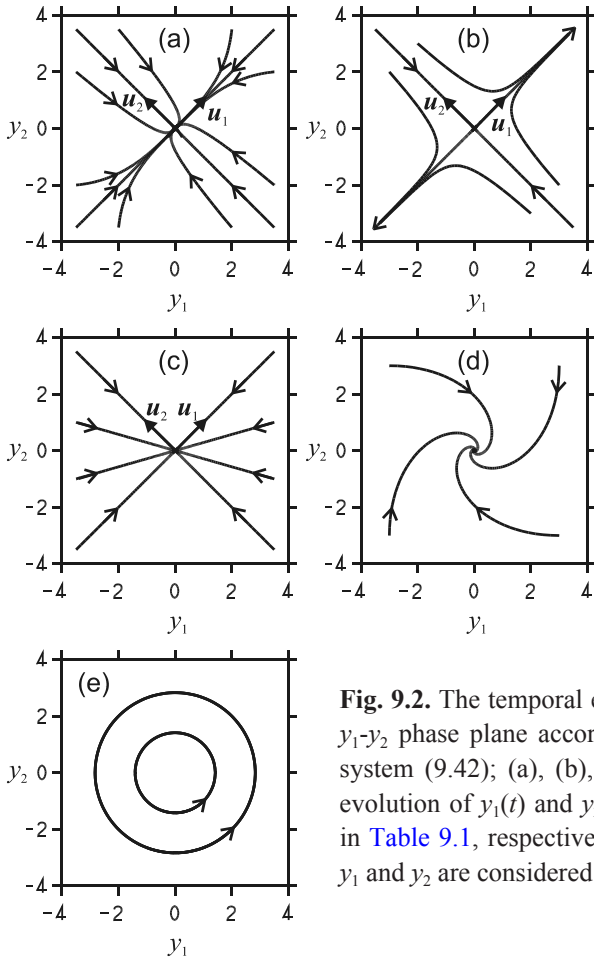 (a)
(b)
4
2
y₂ 0
−2
−4
u₂
u₁
−4 −2 0 2 4
y₁
4
2
y₂ 0
−2
−4
u₂
u₁
−4 −2 0 2 4
y₁
(c)
(d)
4
2
y₂ 0
−2
−4
u₂ u₁
−4 −2 0 2 4
y₁
4
2
y₂ 0
−2
−4
−4 −2 0 2 4
y₁
(e)
4
2
y₂ 0
−2
−4
−4 −2 0 2 4
y₁
Fig. 9.2. The temporal
y₁-y₂ phase plane accor
system (9.42); (a), (b),
evolution of y₁(t) and y
in Table 9.1, respective
y₁ and y₂ are considered